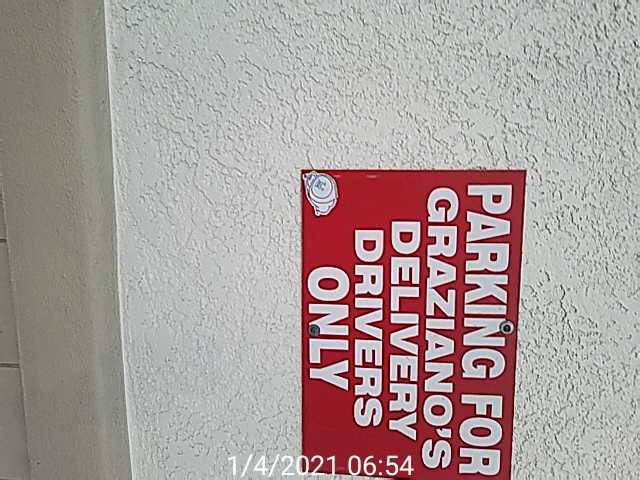 PARKING FOR
GRAZIANO'S
DELIVERY
DRIVERS
ONLY
1/4/2021 06:54